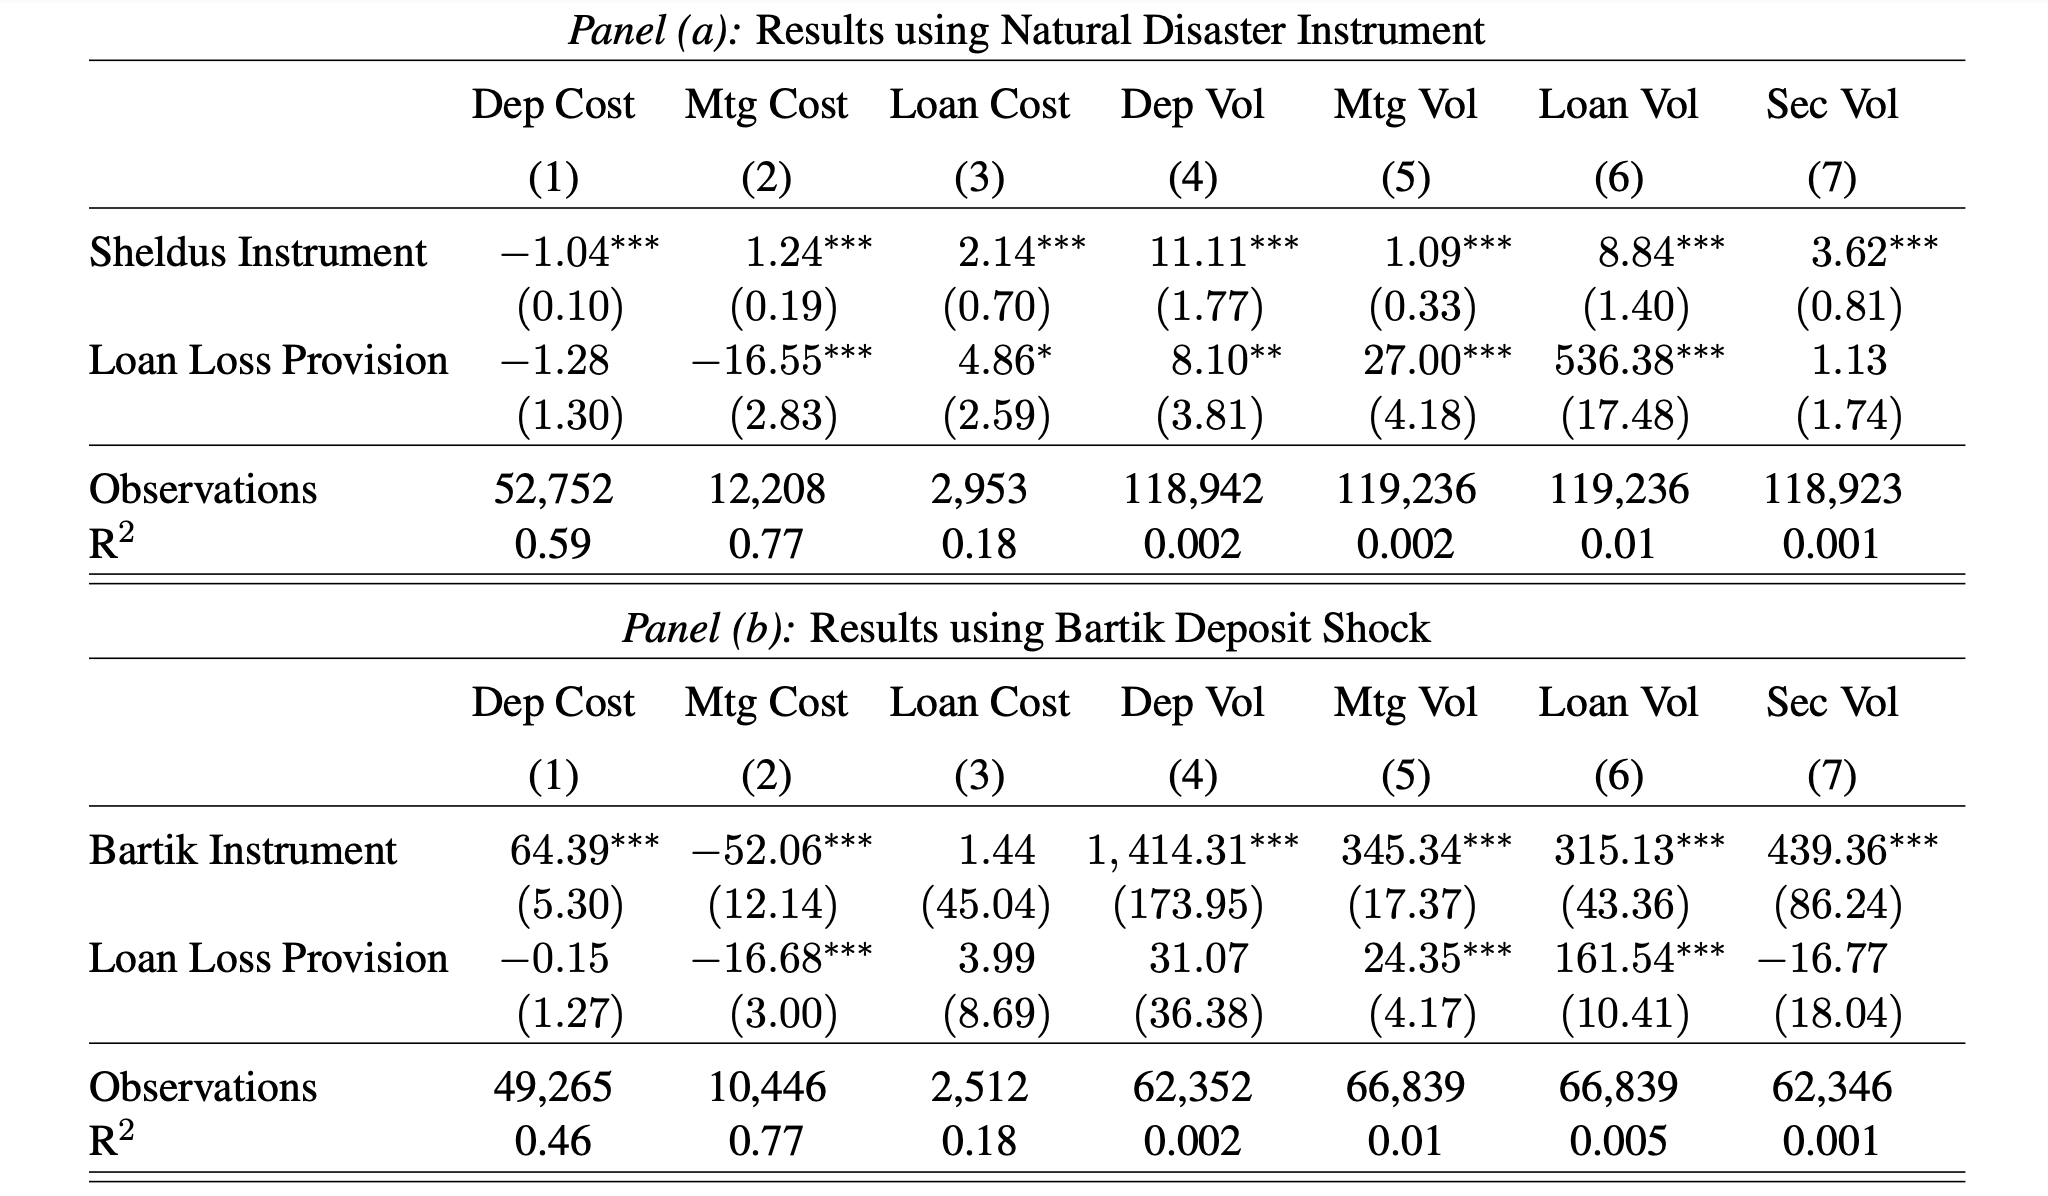 Panel (a): Results using Natural Disaster Instrument
Dep Cost Mtg Cost Loan Cost Dep Vol Mtg Vol Loan Vol Sec Vol
(1) (2) (3) (4) (5) (6) (7)
Sheldus Instrument −1.04*** 1.24*** 2.14*** 11.11*** 1.09*** 8.84*** 3.62***
(0.10) (0.19) (0.70) (1.77) (0.33) (1.40) (0.81)
Loan Loss Provision −1.28 −16.55*** 4.86* 8.10** 27.00*** 536.38*** 1.13
(1.30) (2.83) (2.59) (3.81) (4.18) (17.48) (1.74)
Observations 52,752 12,208 2,953 118,942 119,236 119,236 118,923
R² 0.59 0.77 0.18 0.002 0.002 0.01 0.001
Panel (b): Results using Bartik Deposit Shock
Dep Cost Mtg Cost Loan Cost Dep Vol Mtg Vol Loan Vol Sec Vol
(1) (2) (3) (4) (5) (6) (7)
Bartik Instrument 64.39*** −52.06*** 1.44 1,414.31*** 345.34*** 315.13*** 439.36***
(5.30) (12.14) (45.04) (173.95) (17.37) (43.36) (86.24)
Loan Loss Provision −0.15 −16.68*** 3.99 31.07 24.35*** 161.54*** −16.77
(1.27) (3.00) (8.69) (36.38) (4.17) (10.41) (18.04)
Observations 49,265 10,446 2,512 62,352 66,839 66,839 62,346
R² 0.46 0.77 0.18 0.002 0.01 0.005 0.001